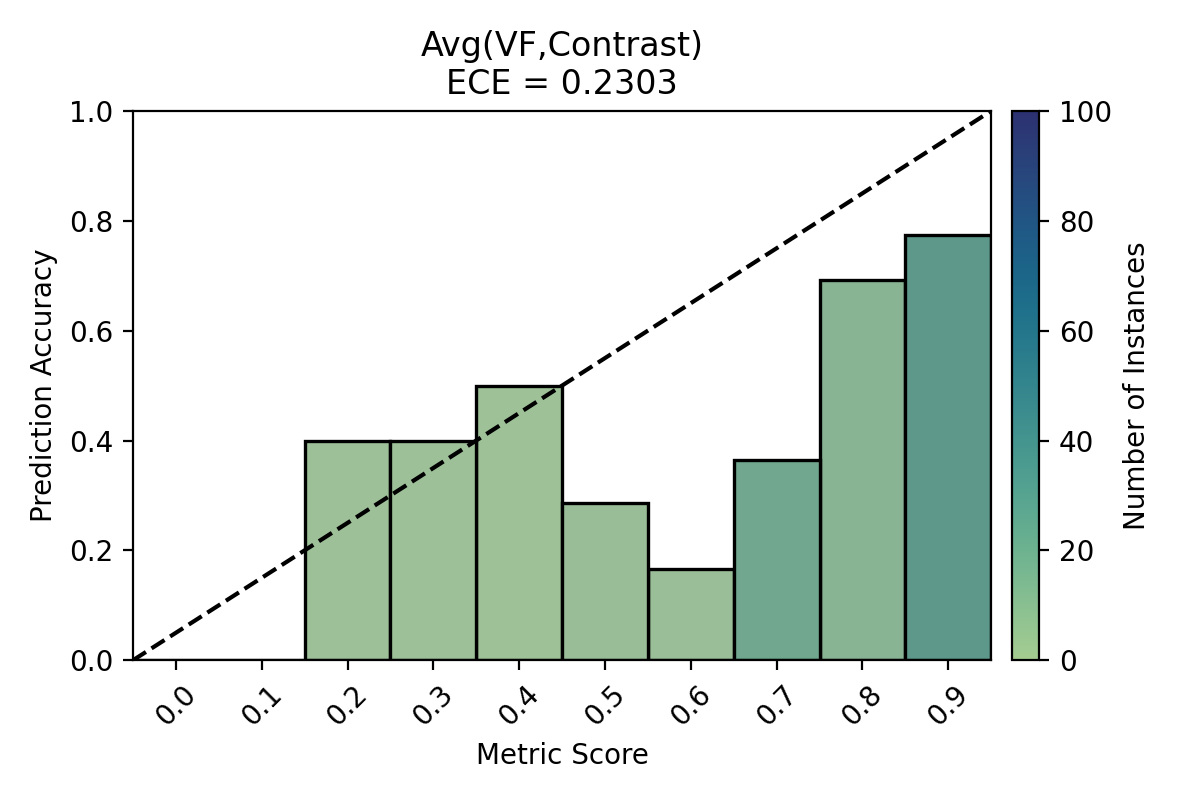 Avg(VF,Contrast)
ECE = 0.2303
1.0
0.8
0.6
0.4
0.2
0.0
Prediction Accuracy
0.0 0.1 0.2 0.3 0.4 0.5 0.6 0.7 0.8 0.9
Metric Score
100
80
60
40
20
0
Number of Instances